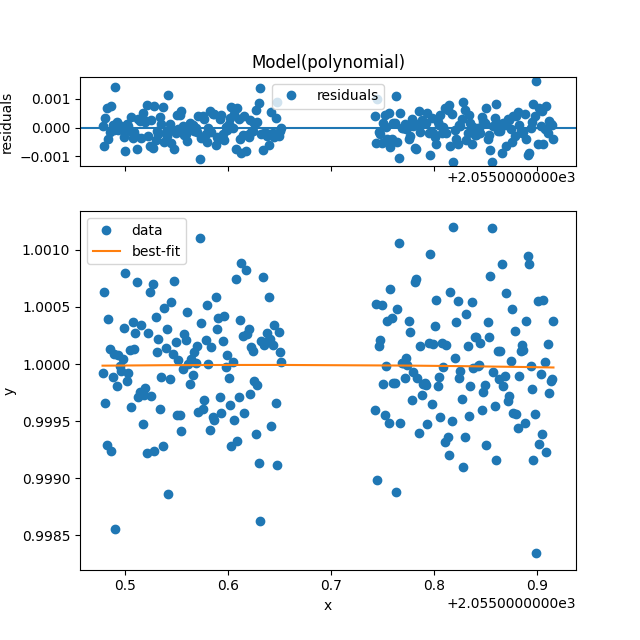 Model(polynomial)
residuals
0.001
0.000
−0.001
residuals
+2.0550000000e3
data
best-fit
1.0010
1.0005
1.0000
0.9995
0.9990
0.9985
y
0.5 0.6 0.7 0.8 0.9
x
+2.0550000000e3